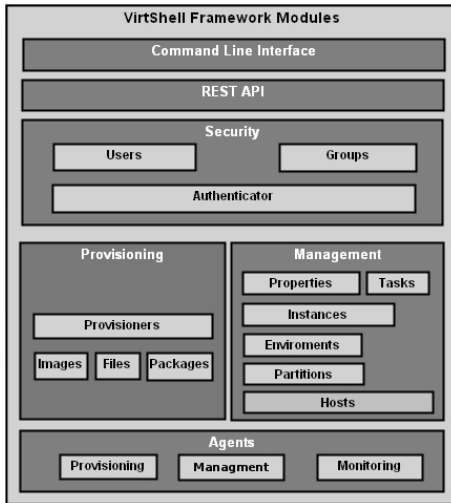 VirtShell Framework Modules
Command Line Interface
REST API
Security
Users
Groups
Authenticator
Provisioning
Provisioners
Images
Files
Packages
Management
Properties
Tasks
Instances
Enviroments
Partitions
Hosts
Agents
Provisioning
Managment
Monitoring